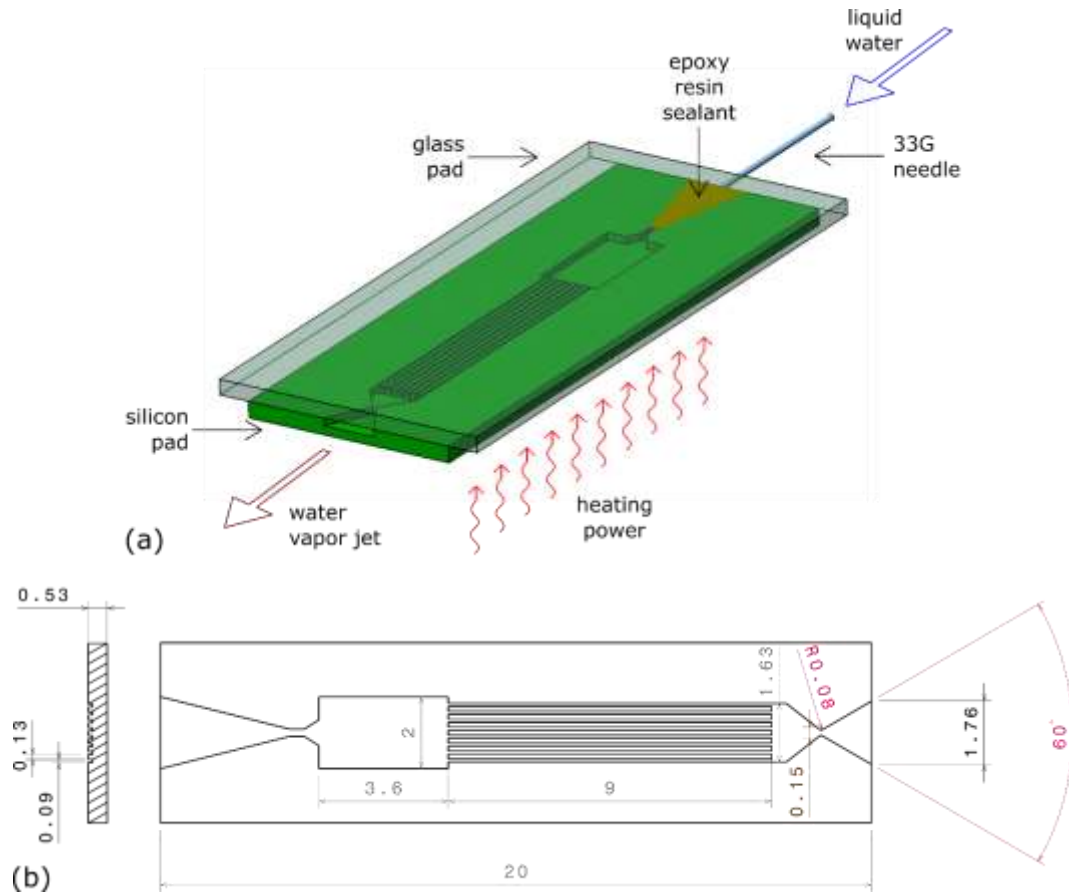 liquid
water
epoxy
resin
sealant
glass
pad
33G
needle
silicon
pad
water
vapor jet
heating
power
(a)
0.53
0.13
0.09
2
3.6
9
1.63
R0.08
0.15
1.76
60°
20
(b)